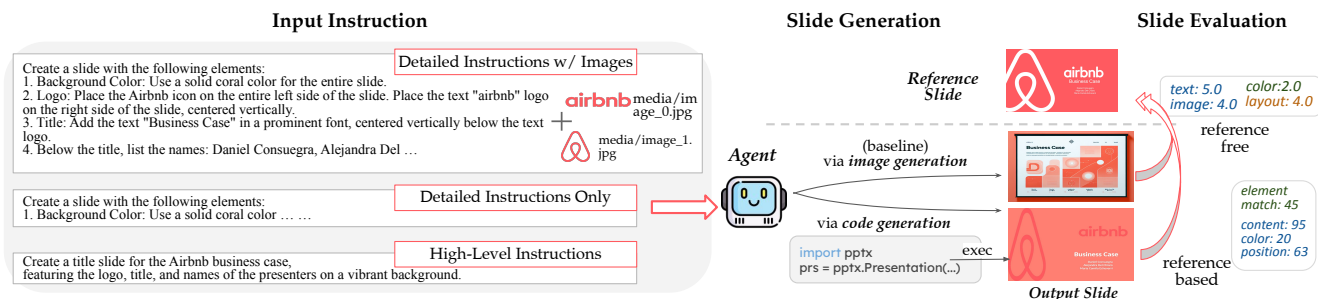 Input Instruction
Slide Generation
Slide Evaluation
Detailed Instructions w/ Images
Create a slide with the following elements:
1. Background Color: Use a solid coral color for the entire slide.
2. Logo: Place the Airbnb icon on the entire left side of the slide. Place the text "airbnb" logo
on the right side of the slide, centered vertically.
3. Title: Add the text "Business Case" in a prominent font, centered vertically below the text
logo.
4. Below the title, list the names: Daniel Consuegra, Alejandra Del …
airbnb
media/im
age_0.jpg
media/image_1.
jpg
Detailed Instructions Only
Create a slide with the following elements:
1. Background Color: Use a solid coral color … …
High-Level Instructions
Create a title slide for the Airbnb business case,
featuring the logo, title, and names of the presenters on a vibrant background.
Agent
Reference
Slide
airbnb
Business Case
(baseline)
via image generation
Business Case
via code generation
import pptx
prs = pptx.Presentation(...)
exec
airbnb
Business Case
Output Slide
text: 5.0
color:2.0
image: 4.0
layout: 4.0
reference
free
element
match: 45
content: 95
color: 20
position: 63
reference
based